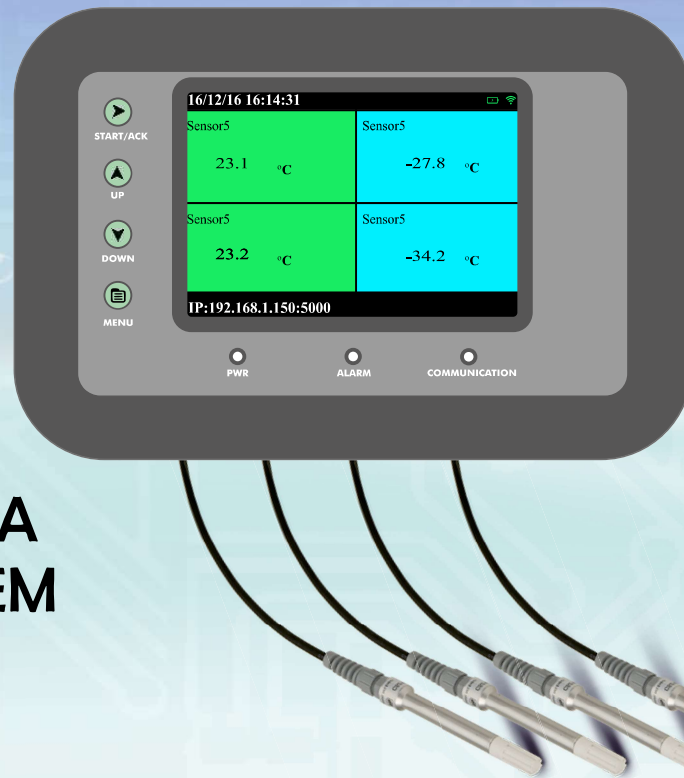 16/12/16 16:14:31
Sensor5
Sensor5
23.1 °C
-27.8 °C
Sensor5
Sensor5
23.2 °C
-34.2 °C
IP:192.168.1.150:5000
START/ACK
UP
DOWN
MENU
PWR
ALARM
COMMUNICATION
A
EM